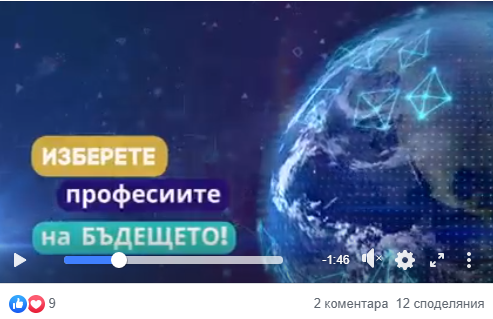 ИЗБЕРЕТЕ
професиите
на БЪДЕЩЕТО!
-1:46
9 2 коментара 12 споделяния